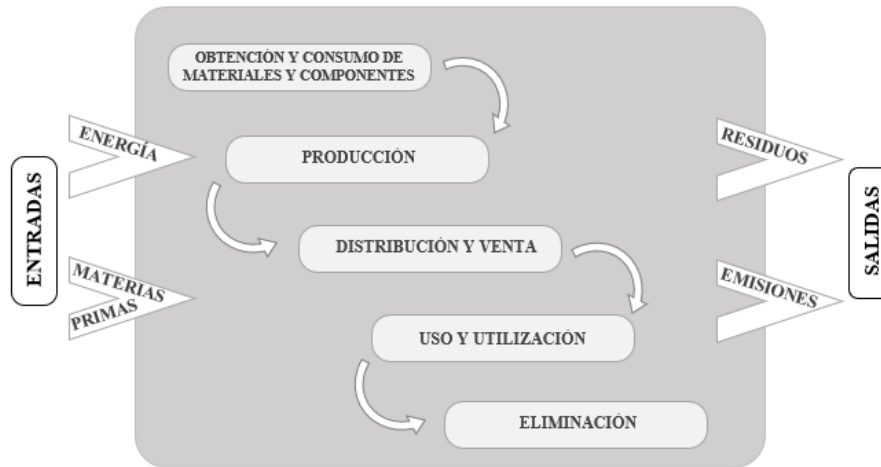 OBTENCIÓN Y CONSUMO DE
MATERIALES Y COMPONENTES
ENERGÍA
PRODUCCIÓN
RESIDUOS
ENTRADAS
SALIDAS
DISTRIBUCIÓN Y VENTA
MATERIAS
PRIMAS
EMISIONES
USO Y UTILIZACIÓN
ELIMINACIÓN